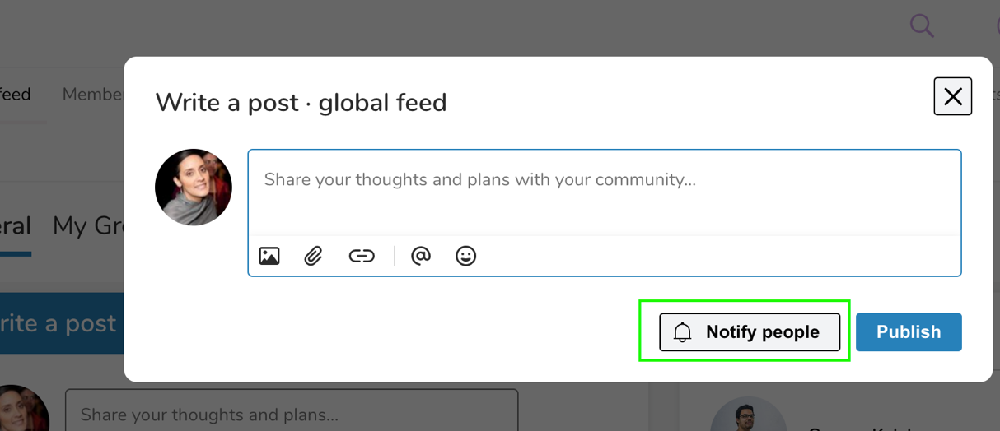 feed
Write a post · global feed
Share your thoughts and plans with your community...
My Gr
Notify people
Publish
rite a post
Share your thoughts and plans...